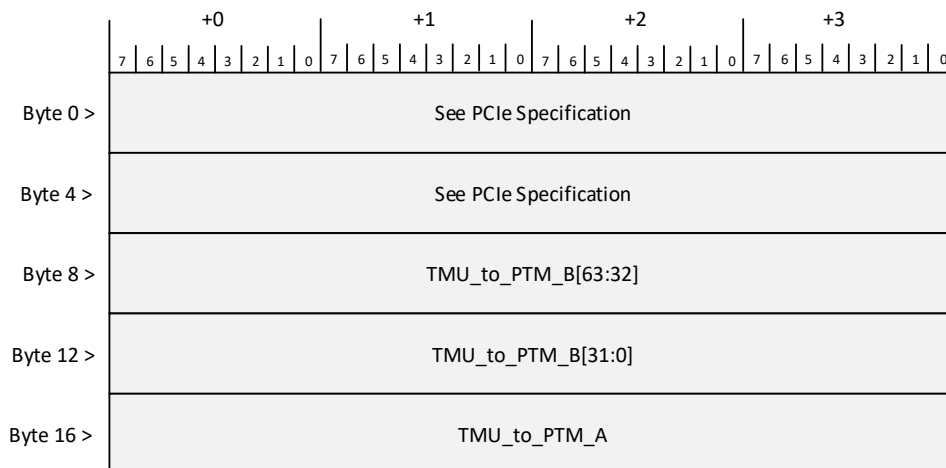 +0 +1 +2 +3
7 6 5 4 3 2 1 0 7 6 5 4 3 2 1 0 7 6 5 4 3 2 1 0 7 6 5 4 3 2 1 0
Byte 0 > See PCIe Specification
Byte 4 > See PCIe Specification
Byte 8 > TMU_to_PTM_B[63:32]
Byte 12 > TMU_to_PTM_B[31:0]
Byte 16 > TMU_to_PTM_A